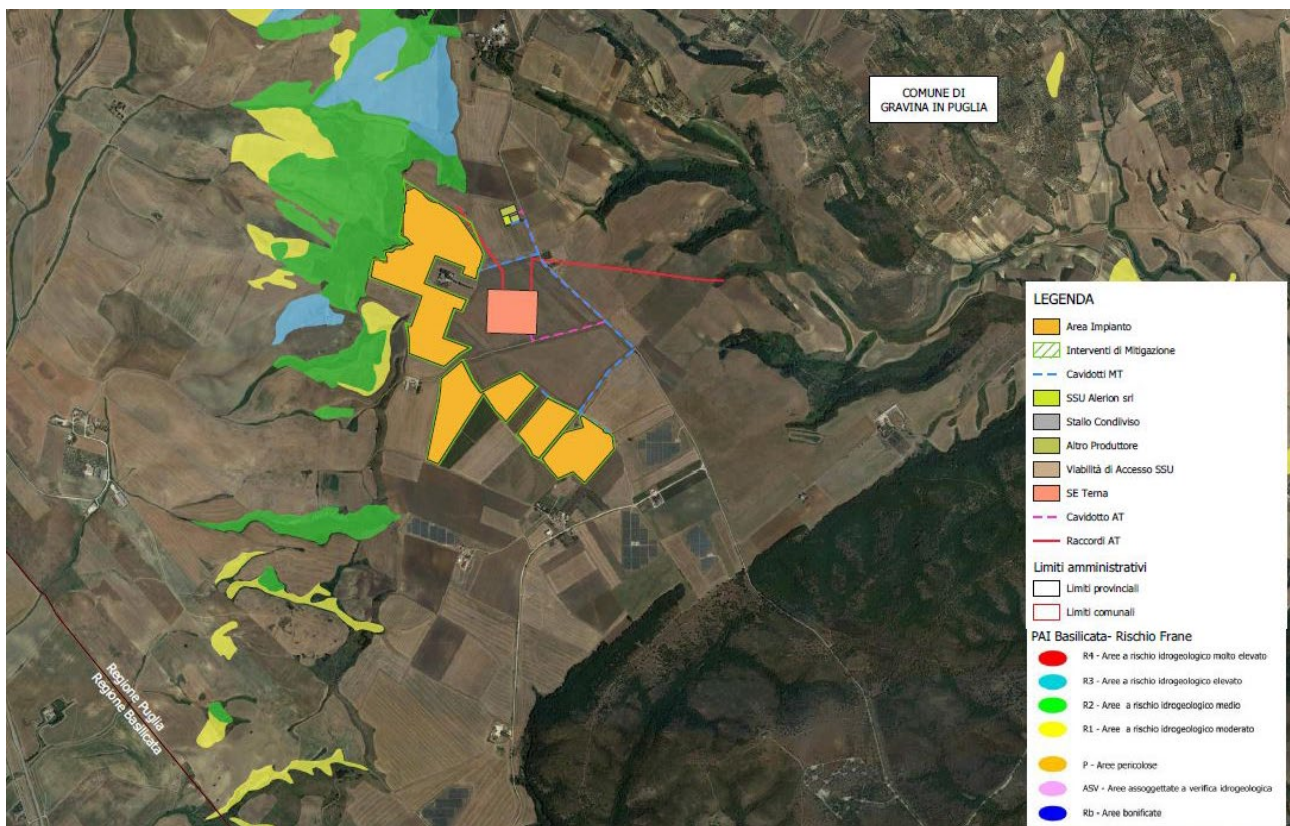 COMUNE DI
GRAVINA IN PUGLIA
LEGENDA
Area Impianto
Interventi di Mitigazione
Cavidotti MT
SSU Alerion srl
Stallo Condiviso
Altro Produttore
Viabilità di Accesso SSU
SE Terna
Cavidotto AT
Raccordi AT
Limiti amministrativi
Limiti provinciali
Limiti comunali
PAI Basilicata- Rischio Frane
R4 - Aree a rischio idrogeologico molto elevato
R3 - Aree a rischio idrogeologico elevato
R2 - Aree a rischio idrogeologico medio
R1 - Aree a rischio idrogeologico moderato
P - Aree pericolose
ASV - Aree assoggettate a verifica idrogeologica
Rb - Aree bonificate
Regione Puglia
Regione Basilicata